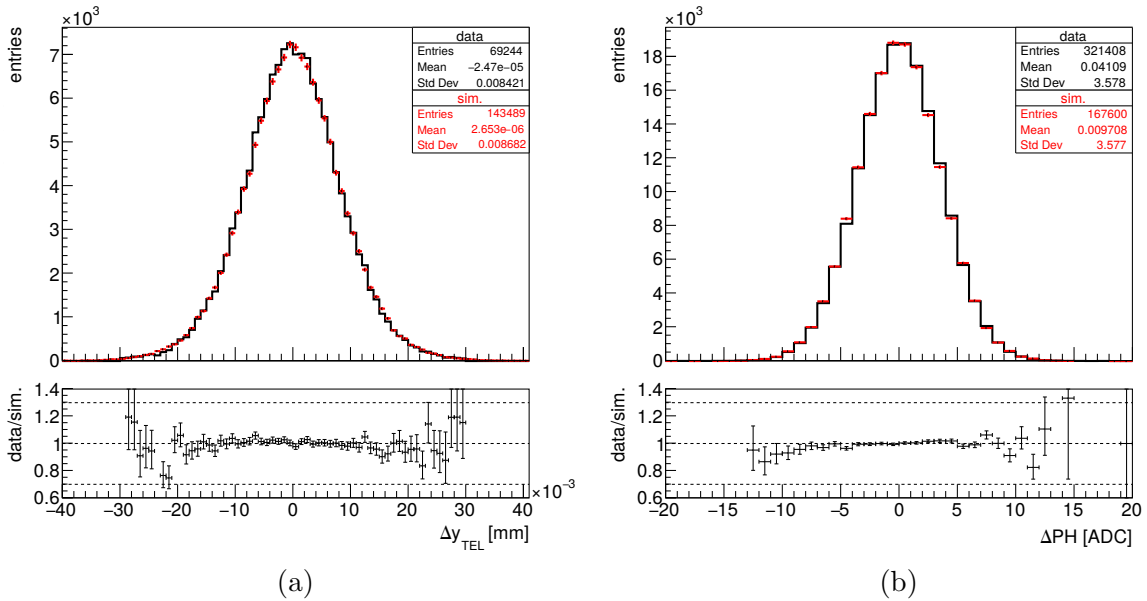 ×10³
entries
7
6
5
4
3
2
1
0
data
Entries 69244
Mean −2.47e−05
Std Dev 0.008421
sim.
Entries 143489
Mean 2.653e−06
Std Dev 0.008682
data/sim.
1.4
1.2
1.0
0.8
0.6
−40 −30 −20 −10 0 10 20 30 40
×10⁻³
Δy_TEL [mm]
(a)
×10³
entries
18
16
14
12
10
8
6
4
2
0
data
Entries 321408
Mean 0.04109
Std Dev 3.578
sim.
Entries 167600
Mean 0.009708
Std Dev 3.577
data/sim.
1.4
1.2
1.0
0.8
0.6
−20 −15 −10 −5 0 5 10 15 20
ΔPH [ADC]
(b)